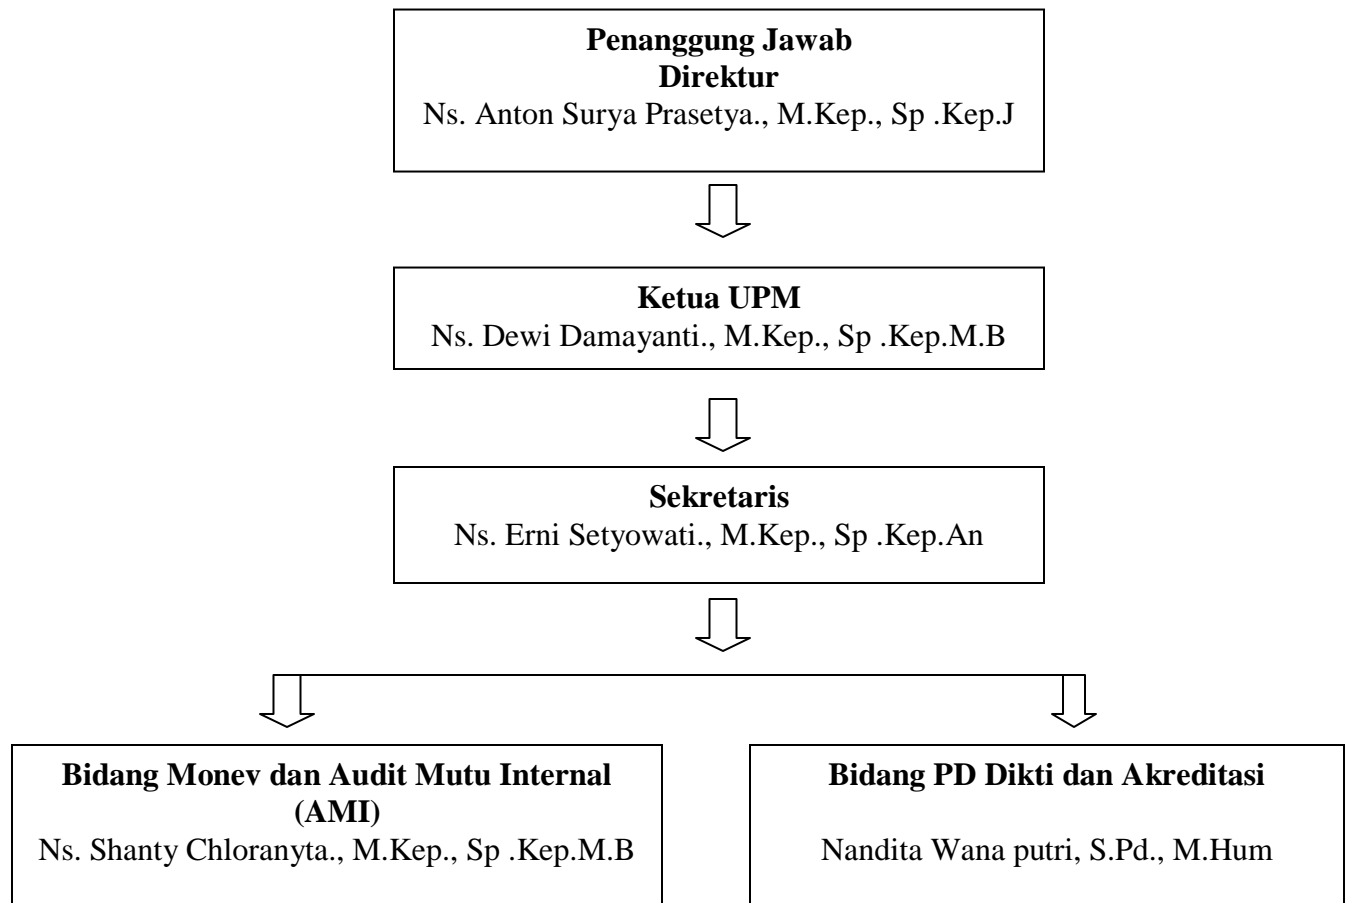 Penanggung Jawab
Direktur
Ns. Anton Surya Prasetya., M.Kep., Sp .Kep.J
Ketua UPM
Ns. Dewi Damayanti., M.Kep., Sp .Kep.M.B
Sekretaris
Ns. Erni Setyowati., M.Kep., Sp .Kep.An
Bidang Monev dan Audit Mutu Internal
(AMI)
Ns. Shanty Chloranyta., M.Kep., Sp .Kep.M.B
Bidang PD Dikti dan Akreditasi
Nandita Wana putri, S.Pd., M.Hum